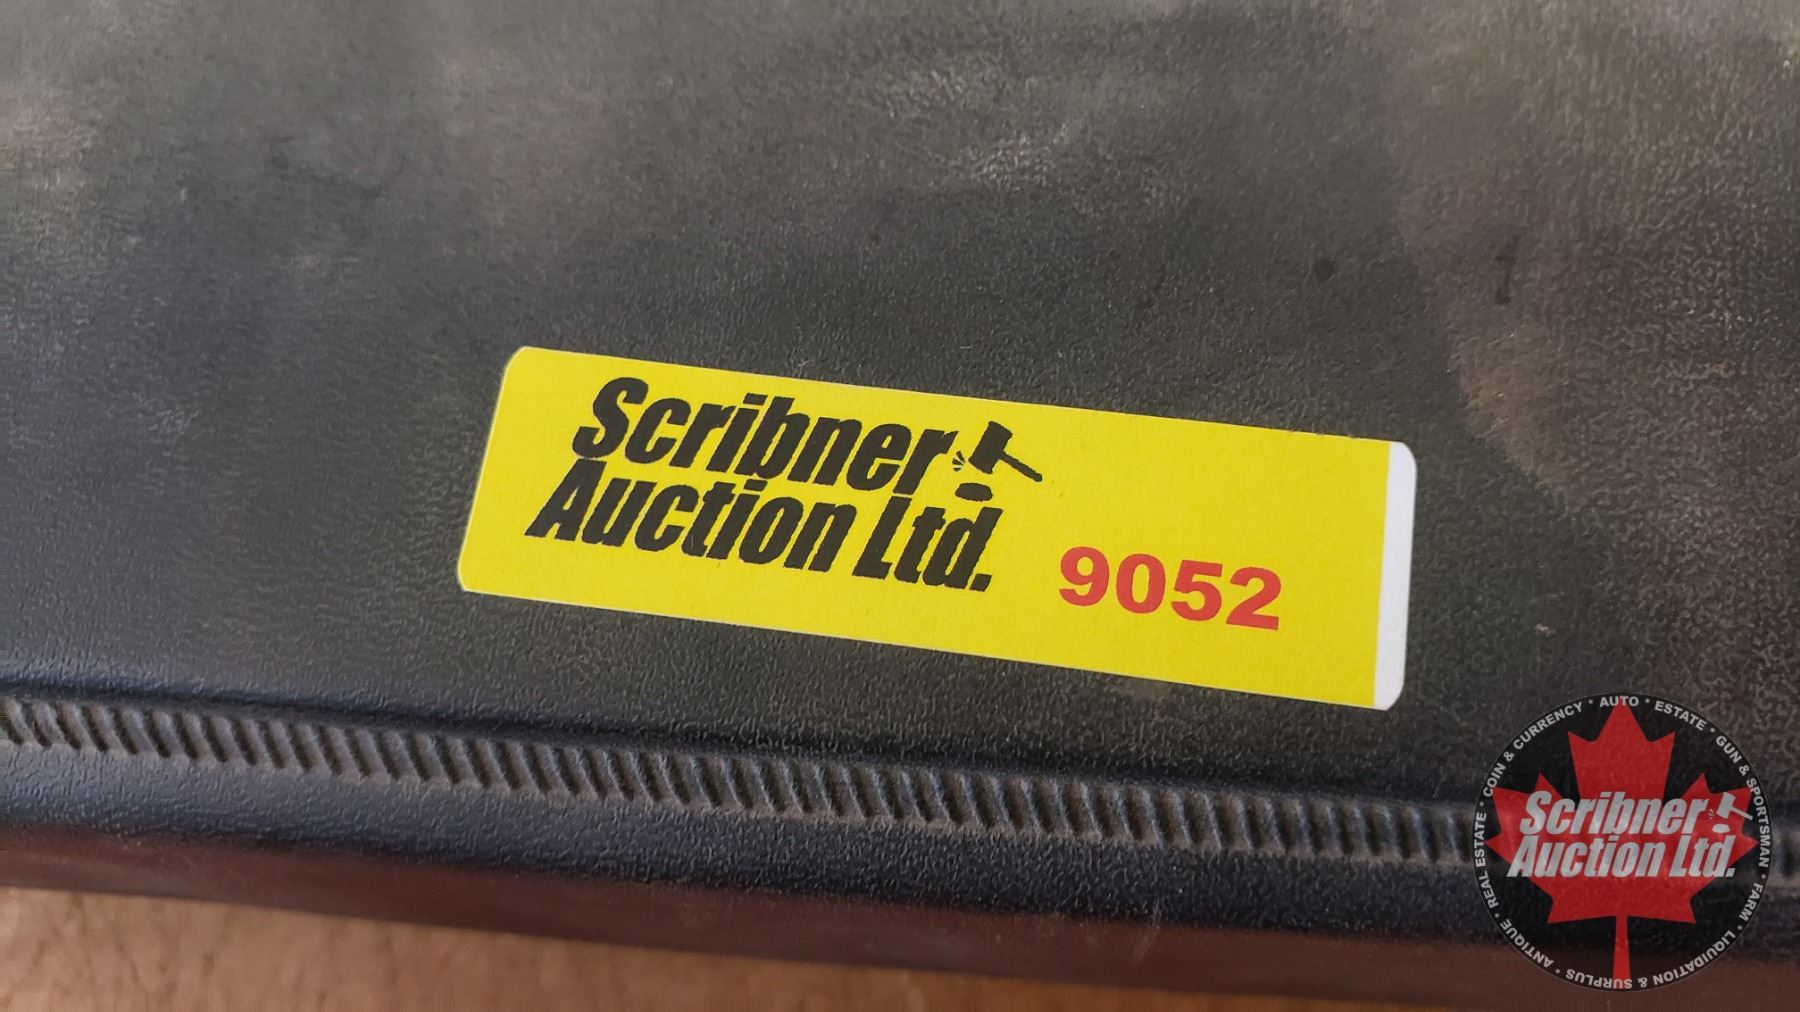 Scribner
Auction Ltd.
9052
COIN & CURRENCY * AUTO * ESTATE * GUN & SPORTSMAN * FARM * LIQUIDATION & SURPLUS * ANTIQUE * REAL ESTATE *
Scribner
Auction Ltd.